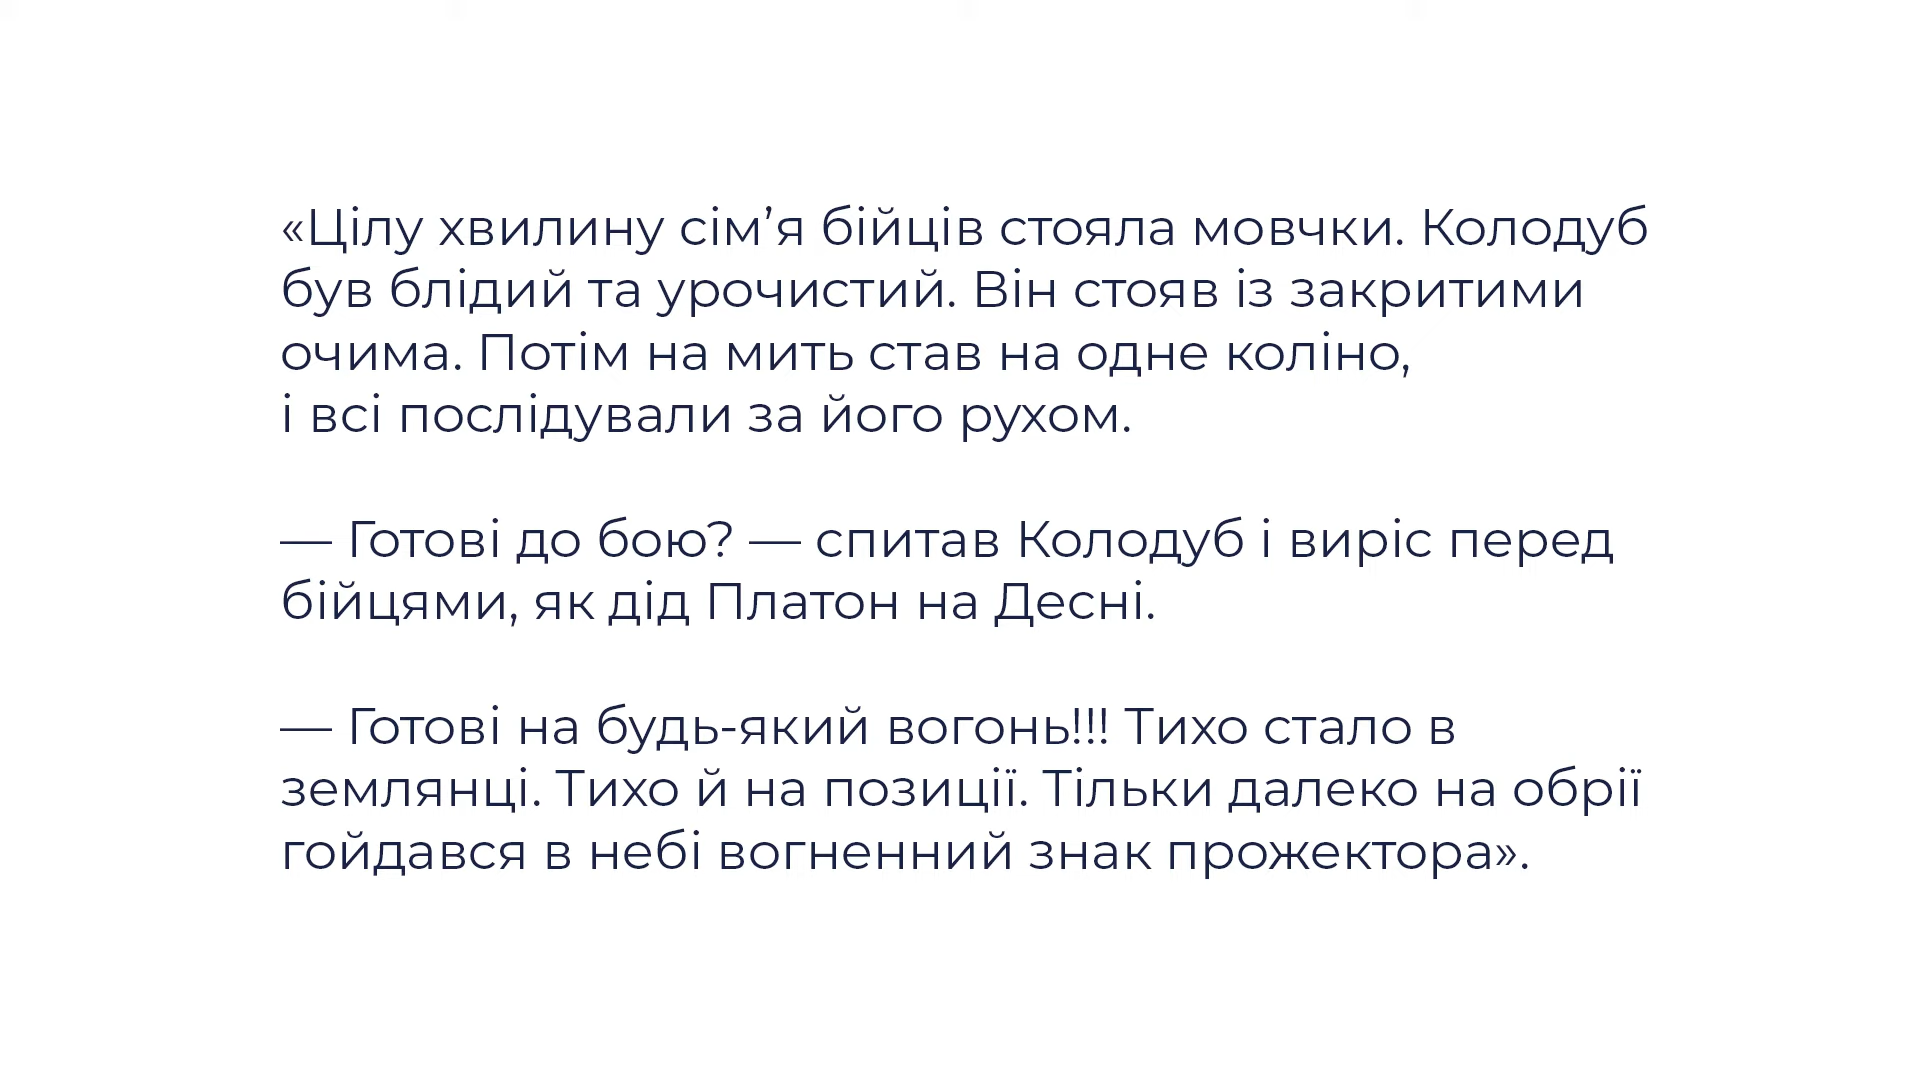 «Цілу хвилину сім’я бійців стояла мовчки. Колодуб
був блідий та урочистий. Він стояв із закритими
очима. Потім на мить став на одне коліно,
і всі послідували за його рухом.
— Готові до бою? — спитав Колодуб і виріс перед
бійцями, як дід Платон на Десні.
— Готові на будь-який вогонь!!! Тихо стало в
землянці. Тихо й на позиції. Тільки далеко на обрії
гойдався в небі вогненний знак прожектора».